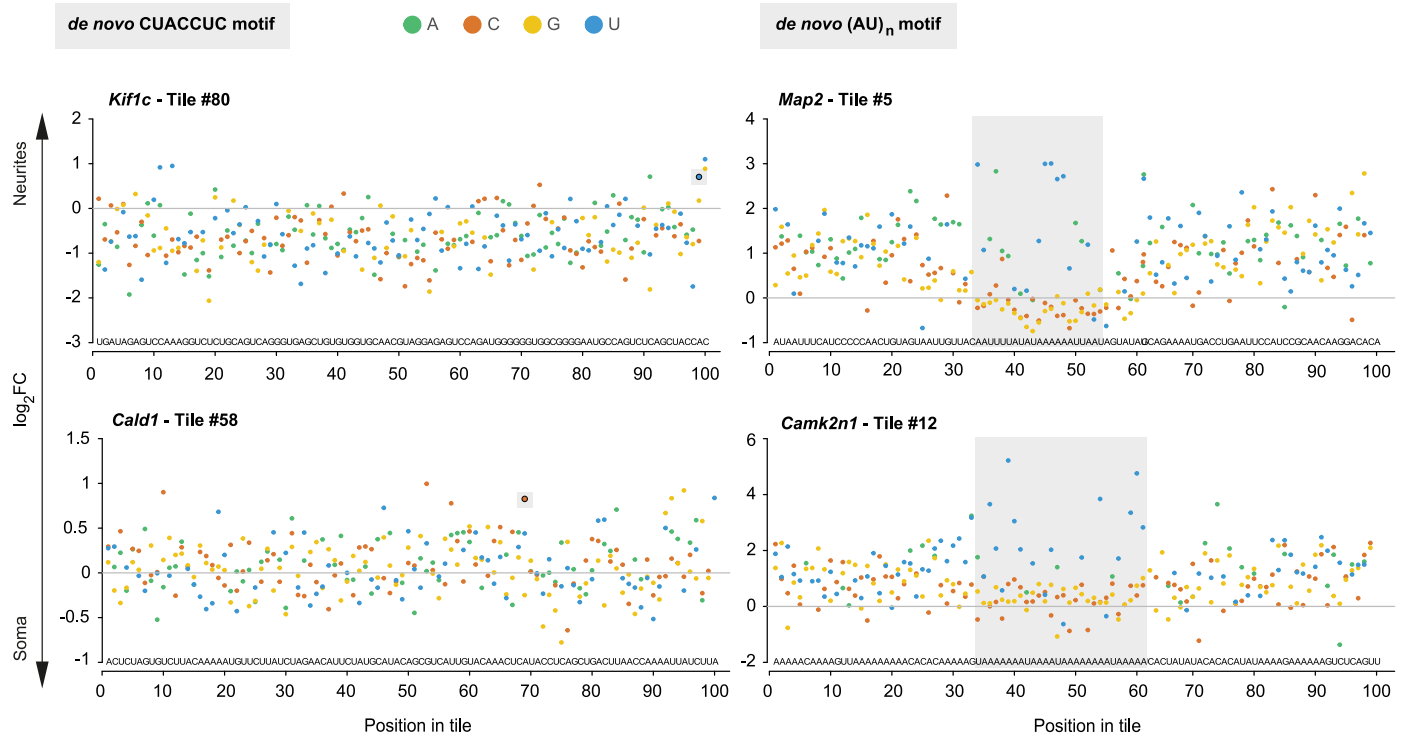 de novo CUACCUC motif
A C G U
de novo (AU)n motif
Neurites
log2FC
Soma
Kif1c - Tile #80
2
1
0
-1
-2
-3
0 10 20 30 40 50 60 70 80 90 100
Map2 - Tile #5
4
3
2
1
0
-1
0 10 20 30 40 50 60 70 80 90 100
Cald1 - Tile #58
1.5
1
0.5
0
-0.5
-1
ACUCUAGUGUCUUACAAAAAUGUUCUUAUCUAGAACAUUCUAUGCAUACAGCGUCAUUGUACAAACUCAUACCUCAGCUGACUUAACCAAAAUUAUCUUA
0 10 20 30 40 50 60 70 80 90 100
Position in tile
Camk2n1 - Tile #12
6
4
2
0
-2
0 10 20 30 40 50 60 70 80 90 100
Position in tile